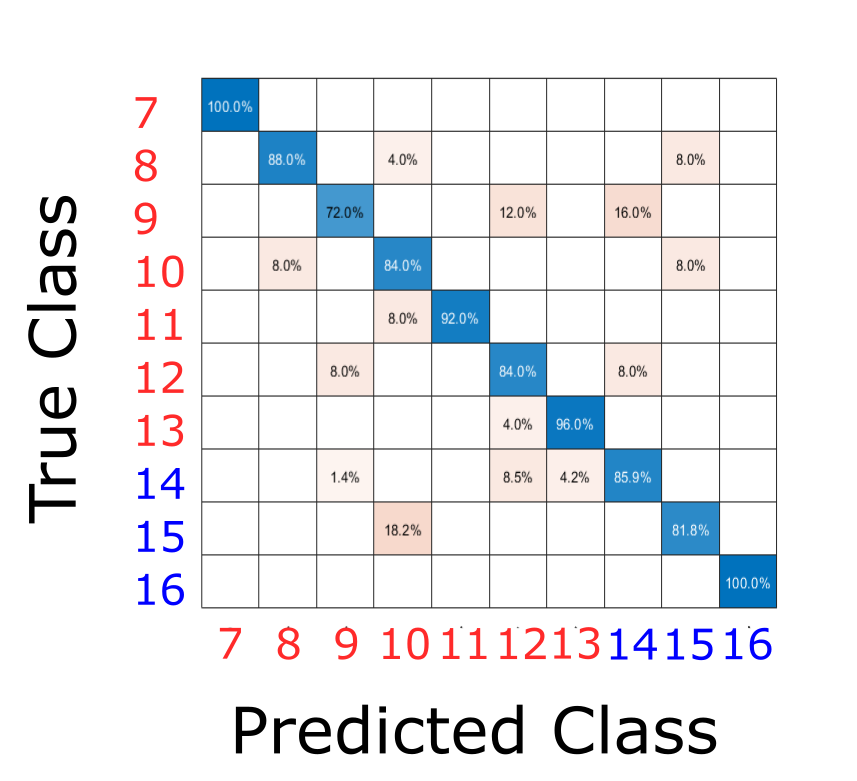 True Class
7 100.0%
8 88.0% 4.0% 8.0%
9 72.0% 12.0% 16.0%
10 8.0% 84.0% 8.0%
11 8.0% 92.0%
12 8.0% 84.0% 8.0%
13 4.0% 96.0%
14 1.4% 8.5% 4.2% 85.9%
15 18.2% 81.8%
16 100.0%
7 8 9 10 11 12 13 14 15 16
Predicted Class